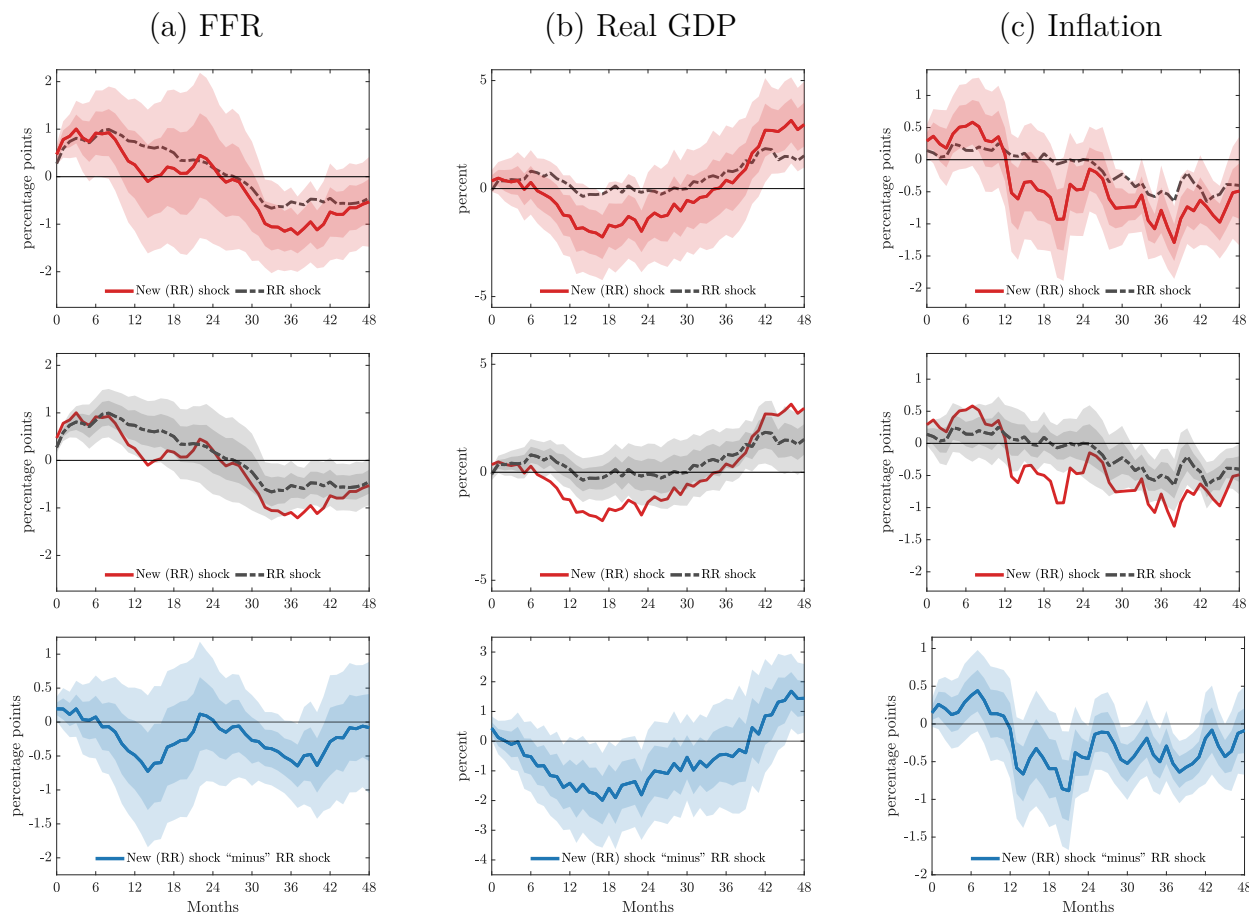 (a) FFR
(b) Real GDP
(c) Inflation
percentage points
2
1
0
-1
-2
New (RR) shock RR shock
0 6 12 18 24 30 36 42 48
percent
5
0
-5
New (RR) shock RR shock
0 6 12 18 24 30 36 42 48
percentage points
1
0.5
0
-0.5
-1
-1.5
-2
New (RR) shock RR shock
0 6 12 18 24 30 36 42 48
percentage points
2
1
0
-1
-2
New (RR) shock RR shock
0 6 12 18 24 30 36 42 48
percent
5
0
-5
New (RR) shock RR shock
0 6 12 18 24 30 36 42 48
percentage points
1
0.5
0
-0.5
-1
-1.5
-2
New (RR) shock RR shock
0 6 12 18 24 30 36 42 48
percentage points
1
0.5
0
-0.5
-1
-1.5
-2
New (RR) shock “minus” RR shock
0 6 12 18 24 30 36 42 48
Months
percent
3
2
1
0
-1
-2
-3
-4
New (RR) shock “minus” RR shock
0 6 12 18 24 30 36 42 48
Months
percentage points
1
0.5
0
-0.5
-1
-1.5
-2
New (RR) shock “minus” RR shock
0 6 12 18 24 30 36 42 48
Months